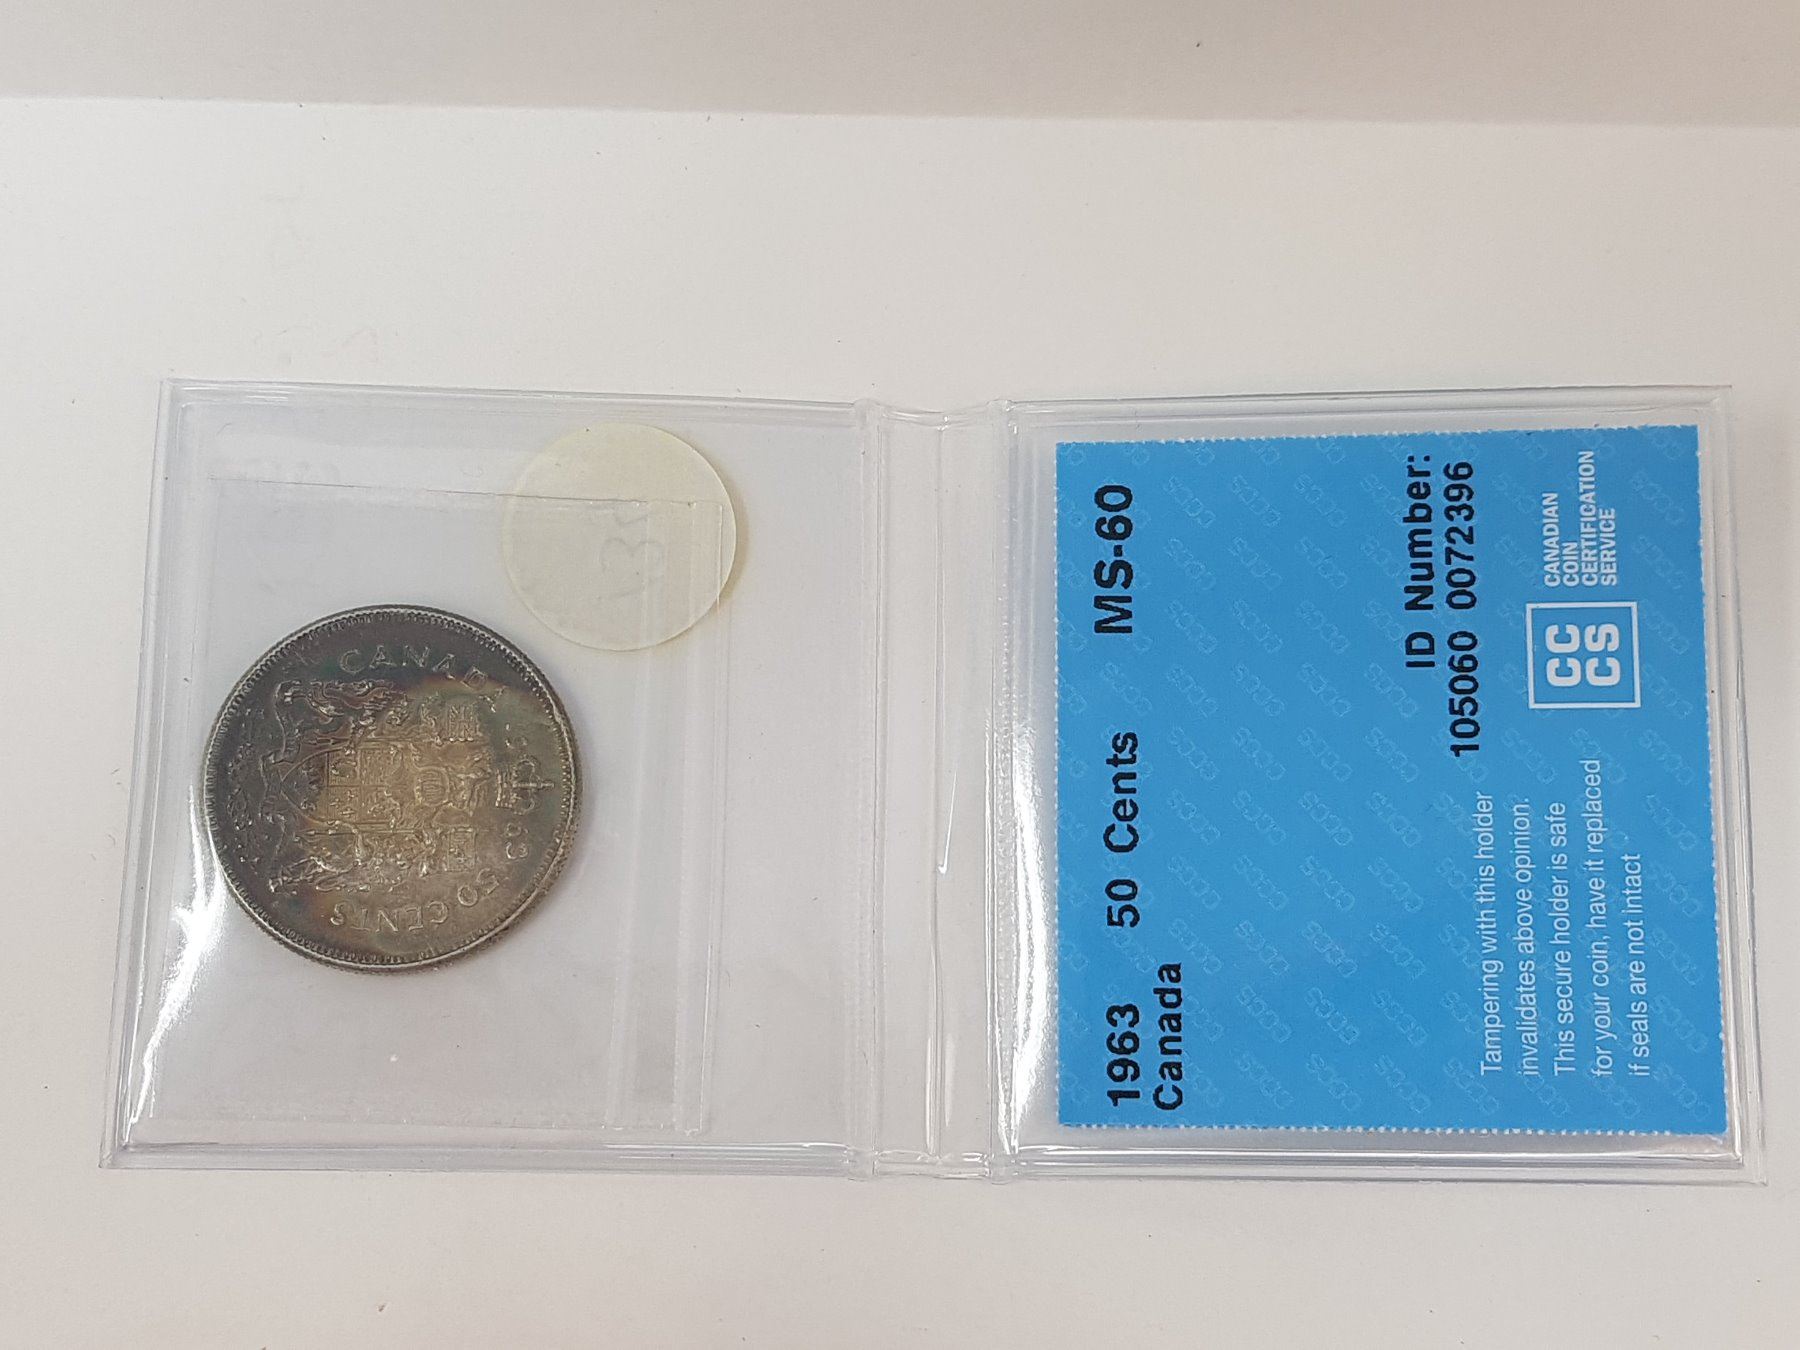 CANADA
19 63
50 CENTS
1963 50 Cents MS-60
Canada
ID Number:
105060 0072396
Tampering with this holder
invalidates above opinion.
This secure holder is safe
for your coin, have it replaced
if seals are not intact
CC
CS
CANADIAN
COIN
CERTIFICATION
SERVICE